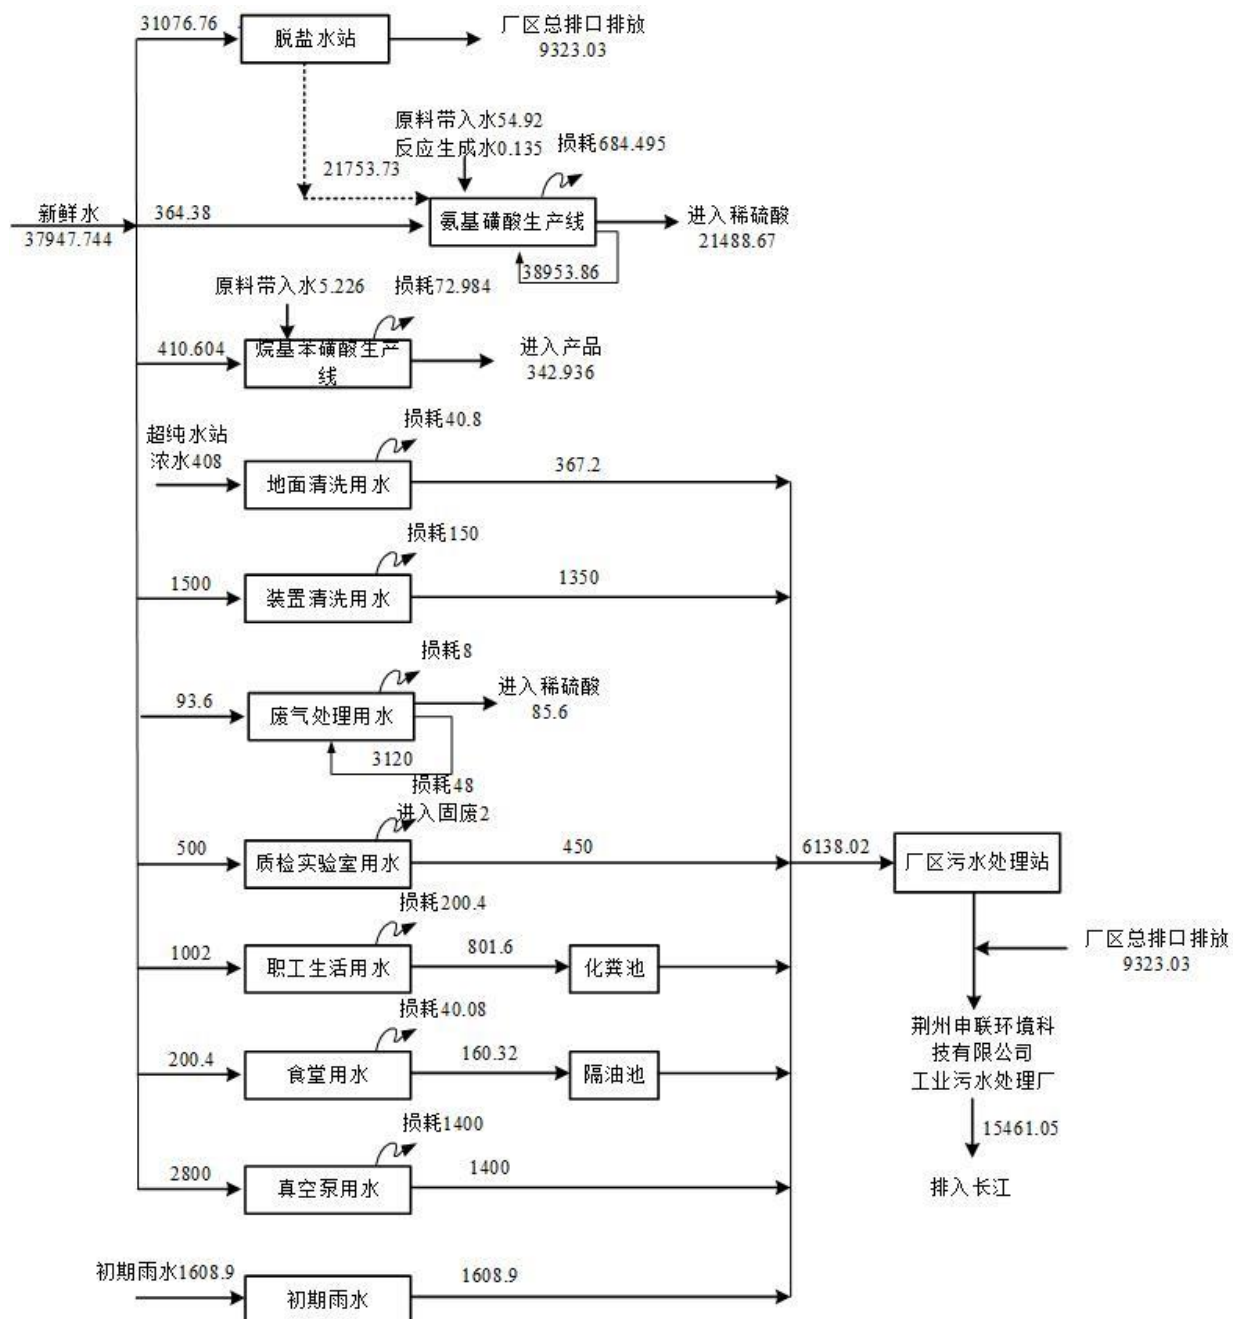 31076.76
脱盐水站
厂区总排口排放
9323.03
原料带入水54.92
反应生成水0.135
损耗684.495
21753.73
新鲜水
37947.744
364.38
氨基磺酸生产线
进入稀硫酸
21488.67
38953.86
原料带入水5.226
损耗72.984
410.604
烷基苯磺酸生产
线
进入产品
342.936
超纯水站
浓水408
损耗40.8
地面清洗用水
367.2
损耗150
1500
装置清洗用水
1350
损耗8
93.6
废气处理用水
进入稀硫酸
85.6
3120
损耗48
进入固废2
500
质检实验室用水
450
6138.02
厂区污水处理站
损耗200.4
1002
职工生活用水
801.6
化粪池
厂区总排口排放
9323.03
损耗40.08
200.4
食堂用水
160.32
隔油池
荆州申联环境科
技有限公司
工业污水处理厂
15461.05
排入长江
损耗1400
2800
真空泵用水
1400
初期雨水1608.9
初期雨水
1608.9